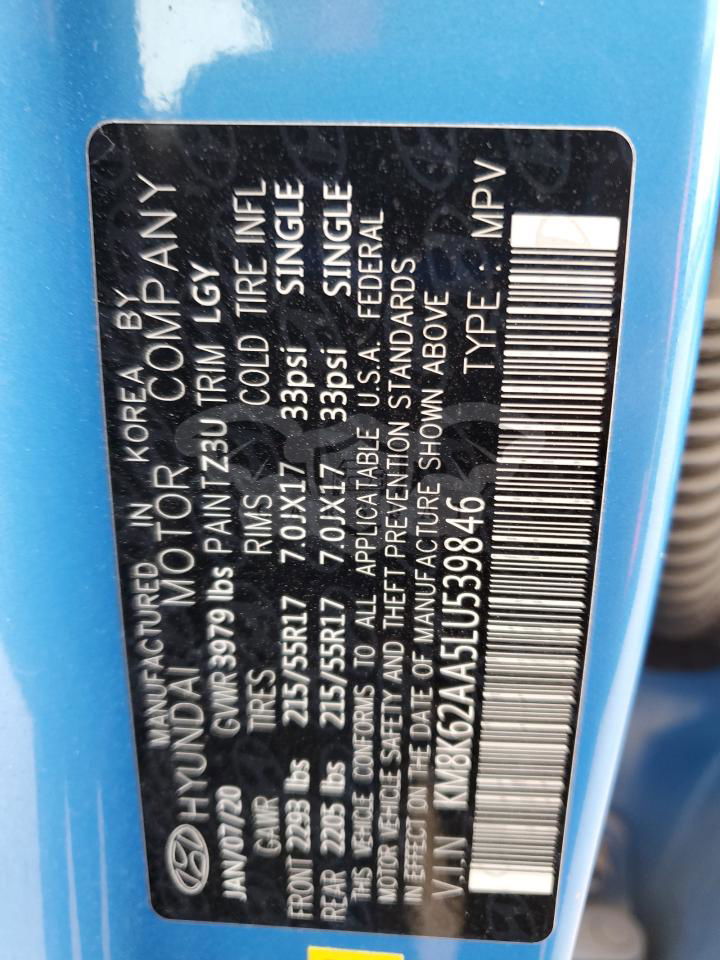 MANUFACTURED IN KOREA BY
HYUNDAI MOTOR COMPANY
JAN/07/20 GVWR 3979 lbs PAINT Z3U TRIM LGY
GAWR TIRES RIMS COLD TIRE INFL
FRONT 2293 lbs 215/55R17 7.0JX17 33psi SINGLE
REAR 2205 lbs 215/55R17 7.0JX17 33psi SINGLE
THIS VEHICLE CONFORMS TO ALL APPLICATABLE U.S.A. FEDERAL
MOTOR VEHICLE SAFETY AND THEFT PREVENTION STANDARDS
IN EFFECT ON THE DATE OF MANUFACTURE SHOWN ABOVE
V.I.N KM8K62AA5LU539846 TYPE : MPV